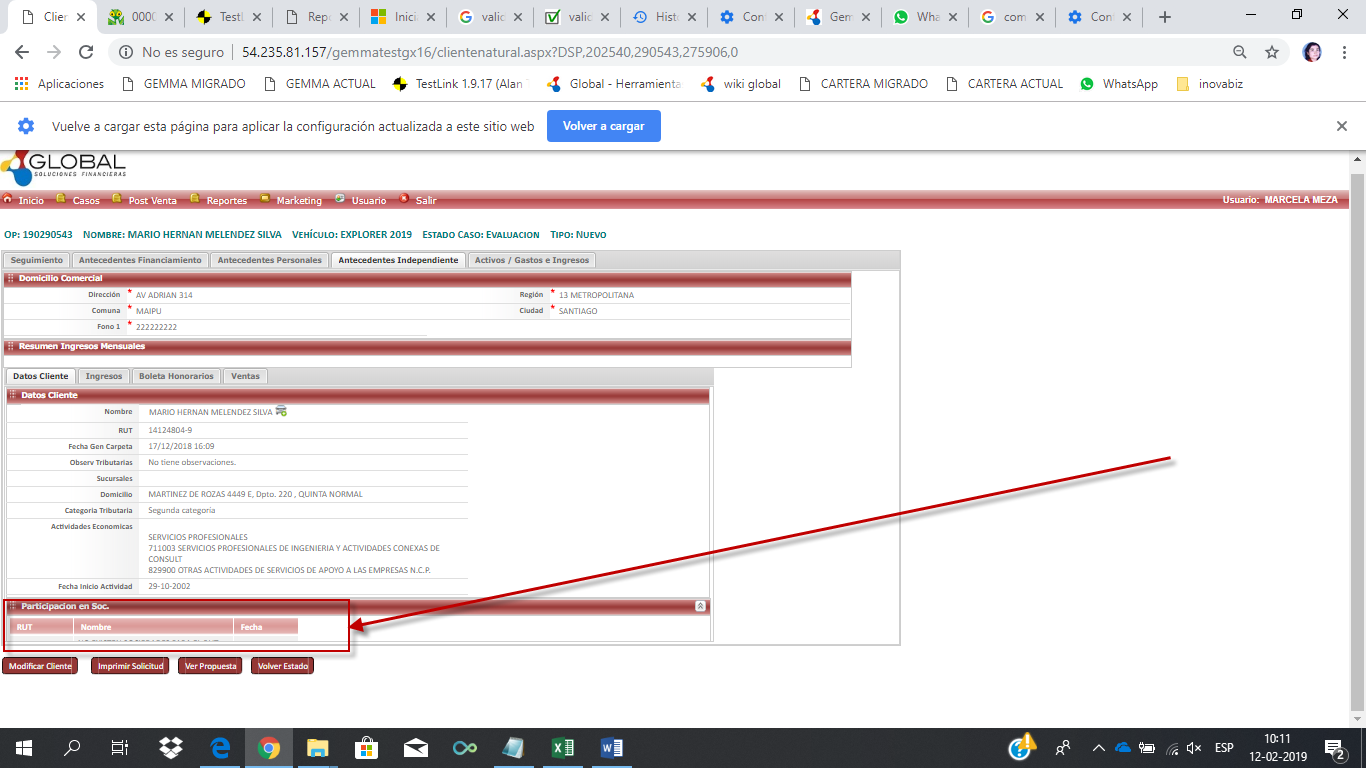 Clier
0000
TestL
Repo
Inicia
valid
valid
Histo
Cont
Gem
Wha
com
Cont
No es seguro | 54.235.81.157/gemmatestgx16/clientenatural.aspx?DSP,202540,290543,275906,0
Aplicaciones GEMMA MIGRADO GEMMA ACTUAL TestLink 1.9.17 (Alan Global - Herramienta wiki global CARTERA MIGRADO CARTERA ACTUAL WhatsApp inovabiz
Vuelve a cargar esta página para aplicar la configuración actualizada a este sitio web Volver a cargar
GLOBAL
SOLUCIONES FINANCIERAS
Inicio Casos Post Venta Reportes Marketing Usuario Salir Usuario: MARCELA MEZA
OP: 190290543 NOMBRE: MARIO HERNAN MELENDEZ SILVA VEHÍCULO: EXPLORER 2019 ESTADO CASO: EVALUACION TIPO: NUEVO
Seguimiento Antecedentes Financiamiento Antecedentes Personales Antecedentes Independiente Activos / Gastos e Ingresos
Domicilio Comercial
Dirección * AV ADRIAN 314 Región * 13 METROPOLITANA
Comuna * MAIPU Ciudad * SANTIAGO
Fono 1 * 222222222
Resumen Ingresos Mensuales
Datos Cliente Ingresos Boleta Honorarios Ventas
Datos Cliente
Nombre MARIO HERNAN MELENDEZ SILVA
RUT 14124804-9
Fecha Gen Carpeta 17/12/2018 16:09
Observ Tributarias No tiene observaciones.
Sucursales
Domicilio MARTINEZ DE ROZAS 4449 E, Dpto. 220 , QUINTA NORMAL
Categoria Tributaria Segunda categoría
Actividades Economicas
SERVICIOS PROFESIONALES
711003 SERVICIOS PROFESIONALES DE INGENIERIA Y ACTIVIDADES CONEXAS DE
CONSULT
829900 OTRAS ACTIVIDADES DE SERVICIOS DE APOYO A LAS EMPRESAS N.C.P.
Fecha Inicio Actividad 29-10-2002
Participacion en Soc.
RUT Nombre Fecha
Modificar Cliente Imprimir Solicitud Ver Propuesta Volver Estado
ESP
10:11
12-02-2019
2